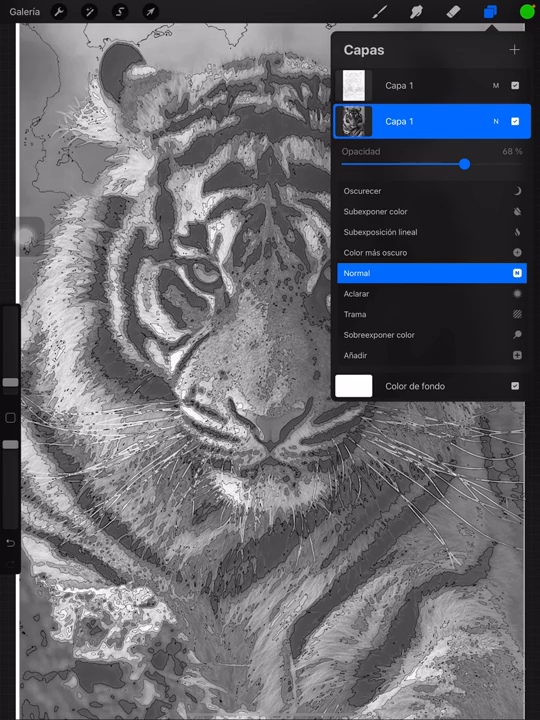 Galería
Capas
Capa 1 M
Capa 1 N
Opacidad 68 %
Oscurecer
Subexponer color
Subexposición lineal
Color más oscuro
Normal N
Aclarar
Trama
Sobreexponer color
Añadir
Color de fondo